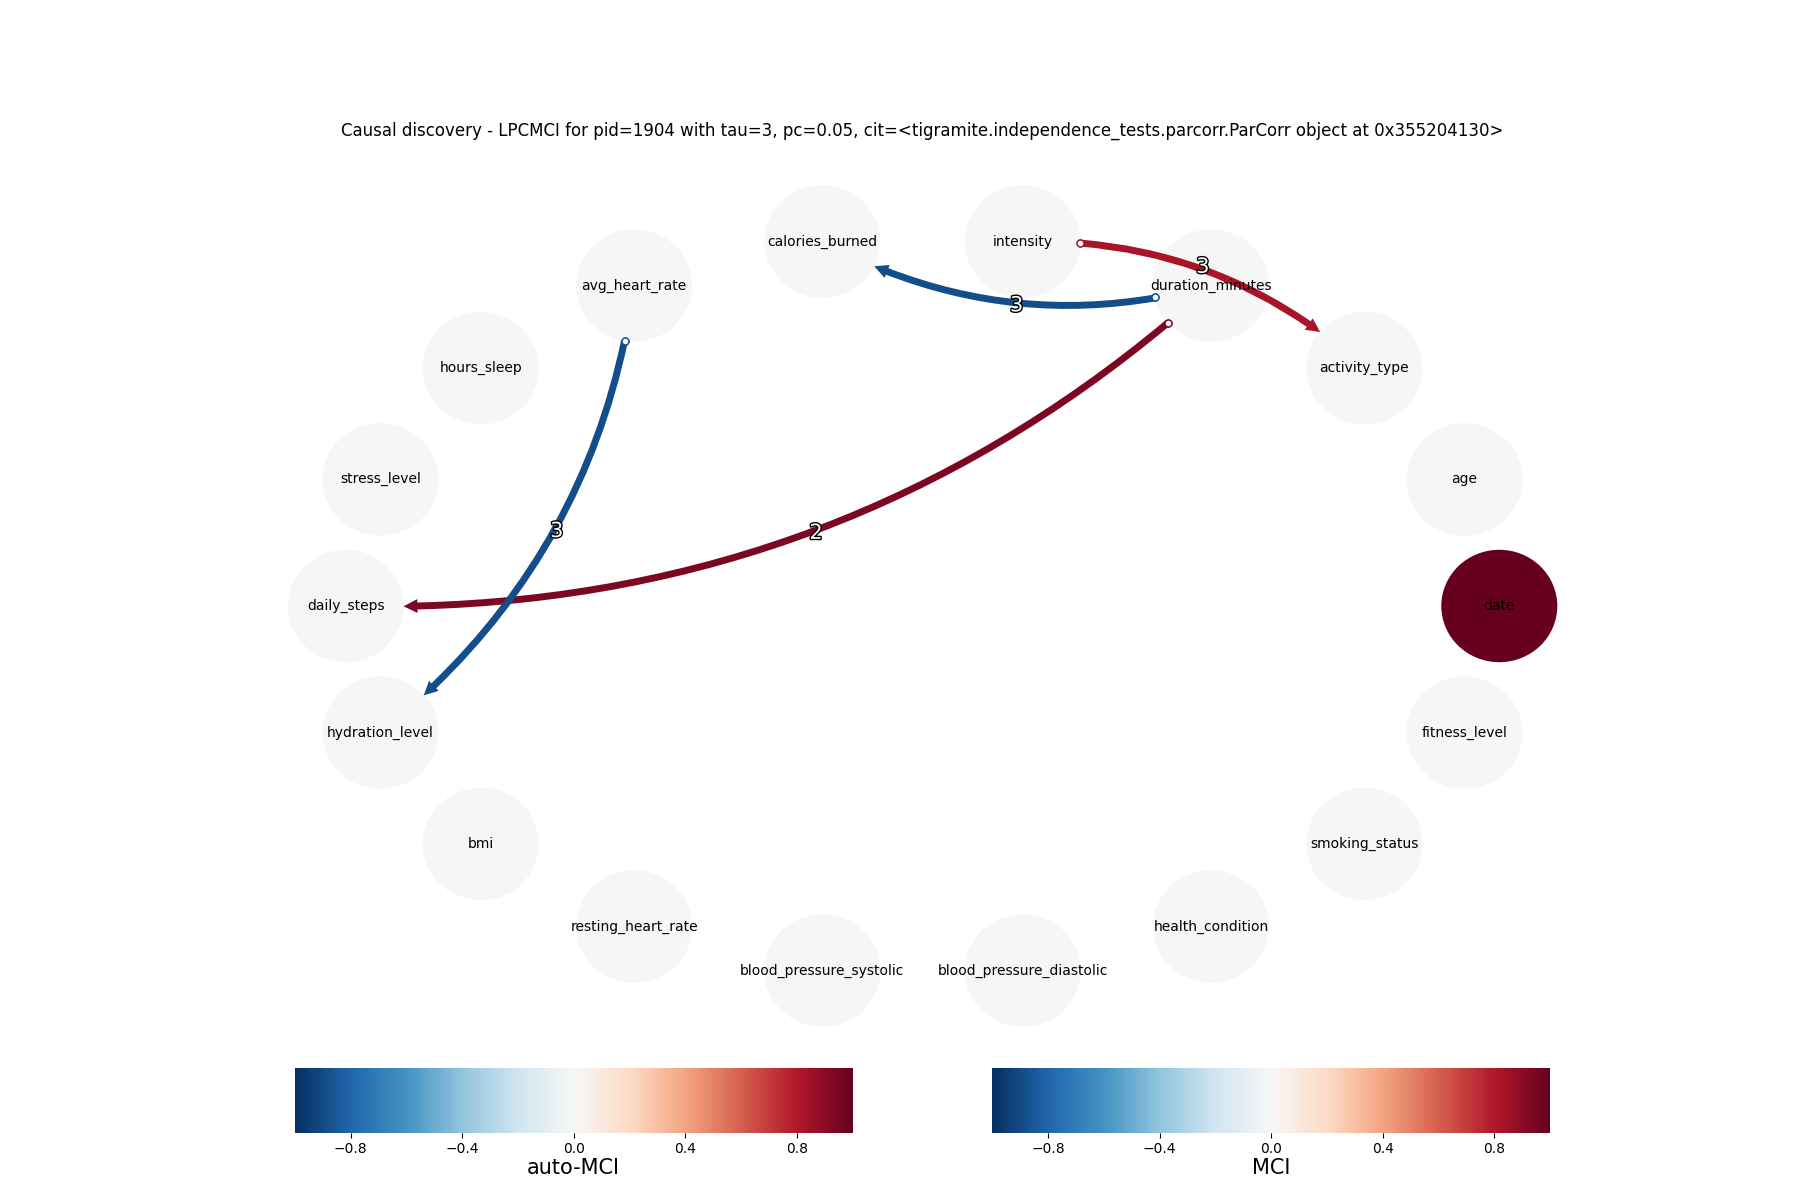 Causal discovery - LPCMCI for pid=1904 with tau=3, pc=0.05, cit=<tigramite.independence_tests.parcorr.ParCorr object at 0x355204130>
calories_burned
intensity
3
avg_heart_rate
duration_minutes
3
hours_sleep
activity_type
stress_level
age
3
2
daily_steps
date
hydration_level
fitness_level
bmi
smoking_status
resting_heart_rate
health_condition
blood_pressure_systolic
blood_pressure_diastolic
−0.8 −0.4 0.0 0.4 0.8
auto-MCI
−0.8 −0.4 0.0 0.4 0.8
MCI